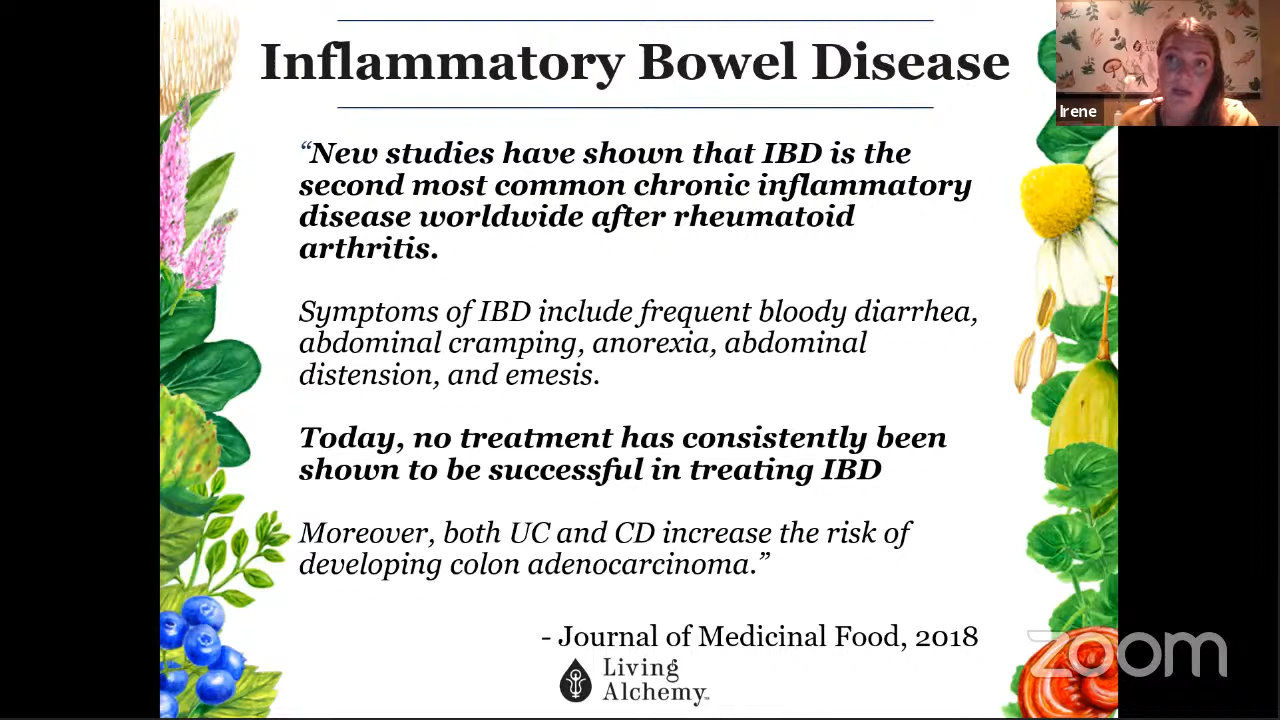 Inflammatory Bowel Disease
Irene
“New studies have shown that IBD is the
second most common chronic inflammatory
disease worldwide after rheumatoid
arthritis.
Symptoms of IBD include frequent bloody diarrhea,
abdominal cramping, anorexia, abdominal
distension, and emesis.
Today, no treatment has consistently been
shown to be successful in treating IBD
Moreover, both UC and CD increase the risk of
developing colon adenocarcinoma.”
- Journal of Medicinal Food, 2018
Living
Alchemy™
zoom